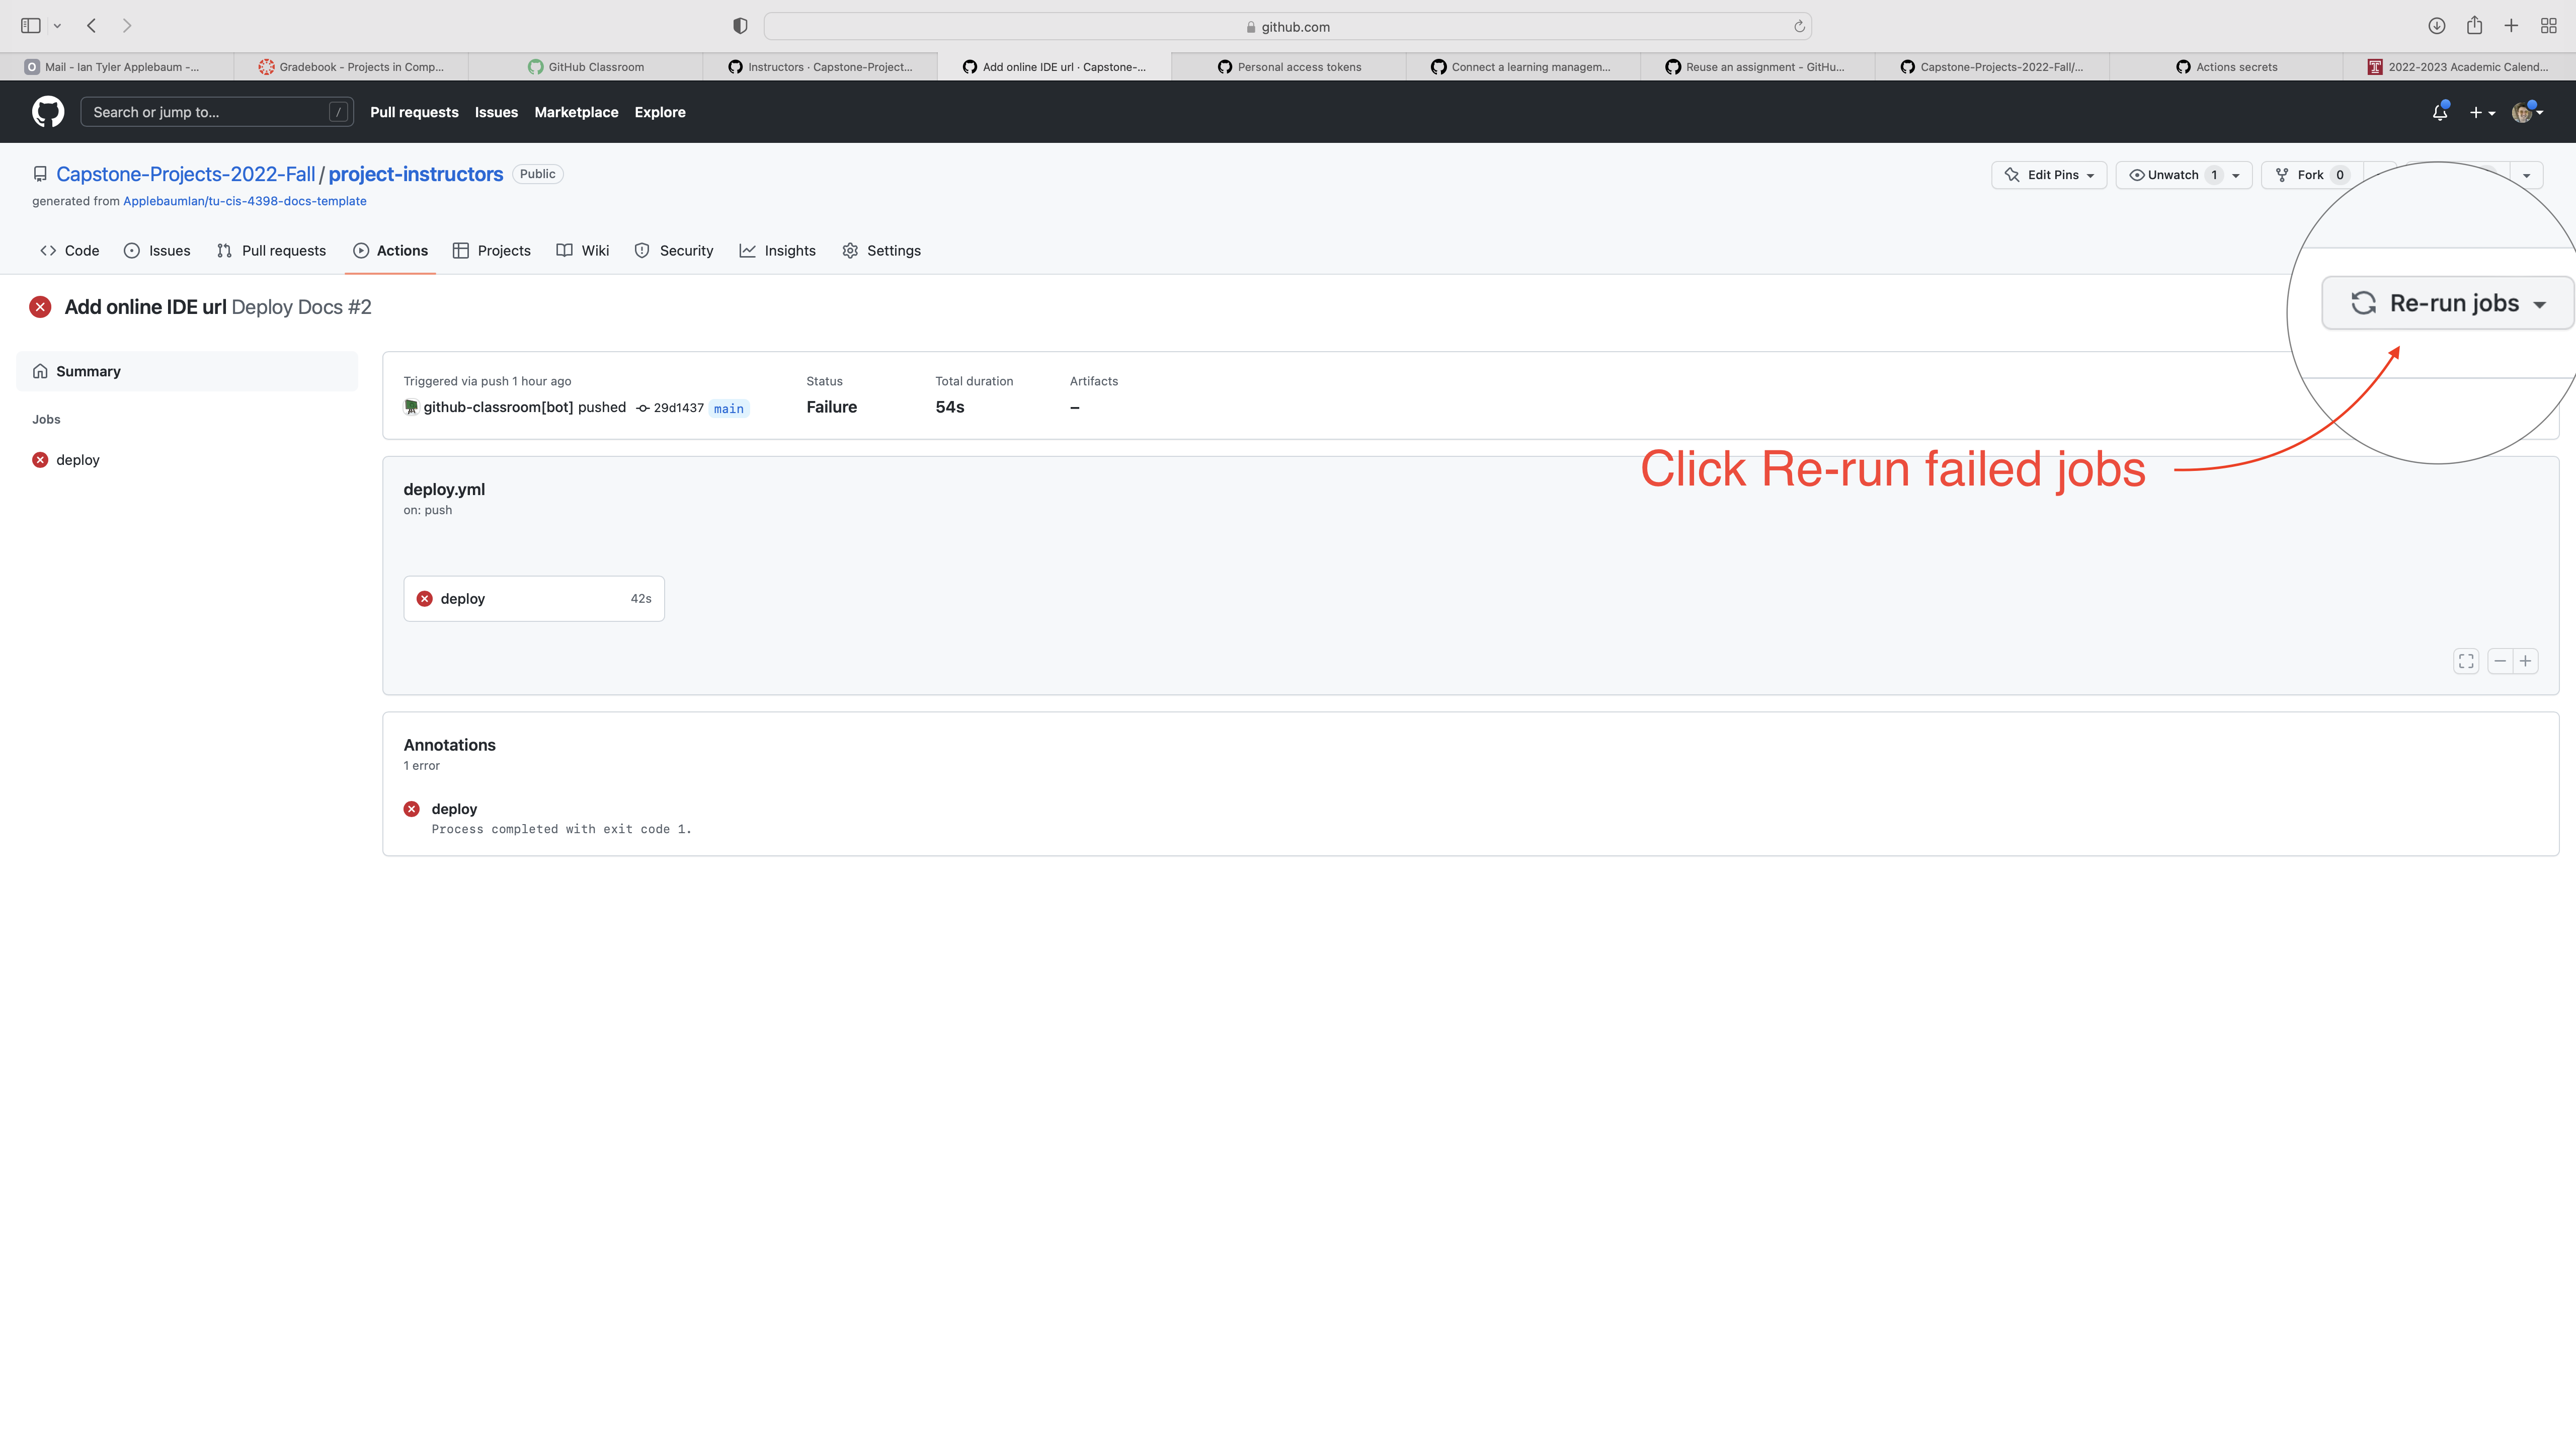 github.com
O Mail - Ian Tyler Applebaum -...
Gradebook - Projects in Comp...
GitHub Classroom
Instructors · Capstone-Project...
Add online IDE url · Capstone-...
Personal access tokens
Connect a learning managem...
Reuse an assignment - GitHu...
Capstone-Projects-2022-Fall/...
Actions secrets
T 2022-2023 Academic Calend...
Search or jump to... /
Pull requests Issues Marketplace Explore
Capstone-Projects-2022-Fall / project-instructors Public
Edit Pins Unwatch 1 Fork 0
generated from ApplebaumIan/tu-cis-4398-docs-template
Code Issues Pull requests Actions Projects Wiki Security Insights Settings
Add online IDE url Deploy Docs #2
Re-run jobs
Summary
Jobs
deploy
Triggered via push 1 hour ago
github-classroom[bot] pushed 29d1437 main
Status
Failure
Total duration
54s
Artifacts
–
Click Re-run failed jobs
deploy.yml
on: push
deploy 42s
Annotations
1 error
deploy
Process completed with exit code 1.